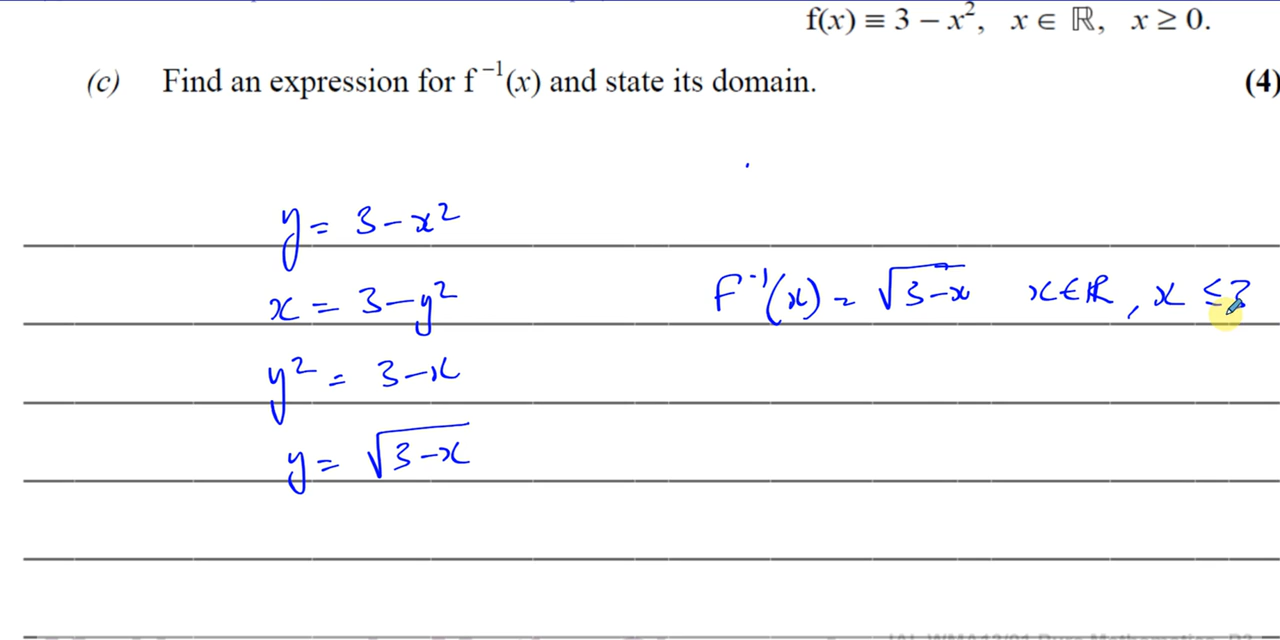 f(x) ≡ 3 – x², x ∈ ℝ, x ≥ 0.
(c) Find an expression for f⁻¹(x) and state its domain. (4)
y = 3 - x²
x = 3 - y²
f⁻¹(x) = √(3-x) x ∈ ℝ, x ≤ 3
y² = 3 - x
y = √(3-x)